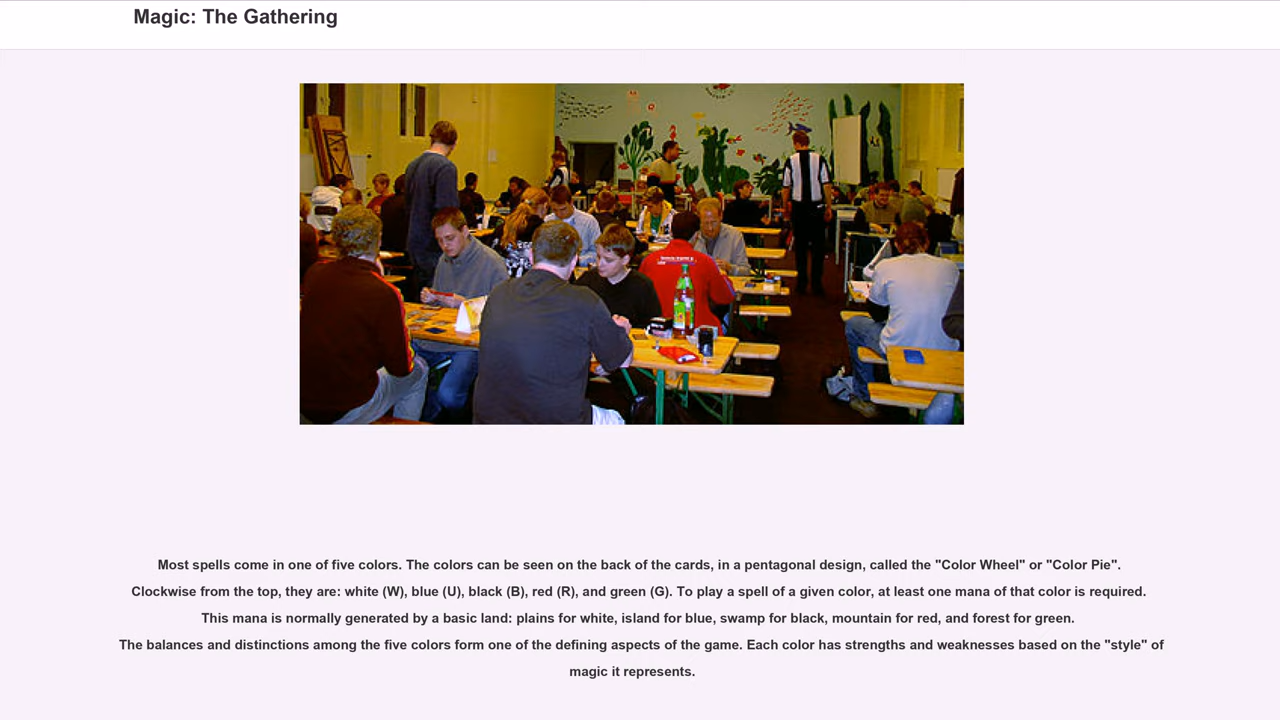 Magic: The Gathering
Most spells come in one of five colors. The colors can be seen on the back of the cards, in a pentagonal design, called the "Color Wheel" or "Color Pie".
Clockwise from the top, they are: white (W), blue (U), black (B), red (R), and green (G). To play a spell of a given color, at least one mana of that color is required.
This mana is normally generated by a basic land: plains for white, island for blue, swamp for black, mountain for red, and forest for green.
The balances and distinctions among the five colors form one of the defining aspects of the game. Each color has strengths and weaknesses based on the "style" of
magic it represents.